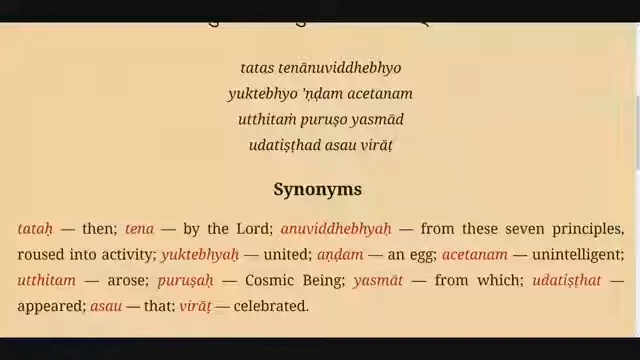 tatas tenānuviddhebhyo
yuktebhyo ’ṇḍam acetanam
utthitaṁ puruṣo yasmād
udatiṣṭhad asau virāṭ
Synonyms
tataḥ — then; tena — by the Lord; anuviddhebhyaḥ — from these seven principles,
roused into activity; yuktebhyaḥ — united; aṇḍam — an egg; acetanam — unintelligent;
utthitam — arose; puruṣaḥ — Cosmic Being; yasmāt — from which; udatiṣṭhat —
appeared; asau — that; virāṭ — celebrated.